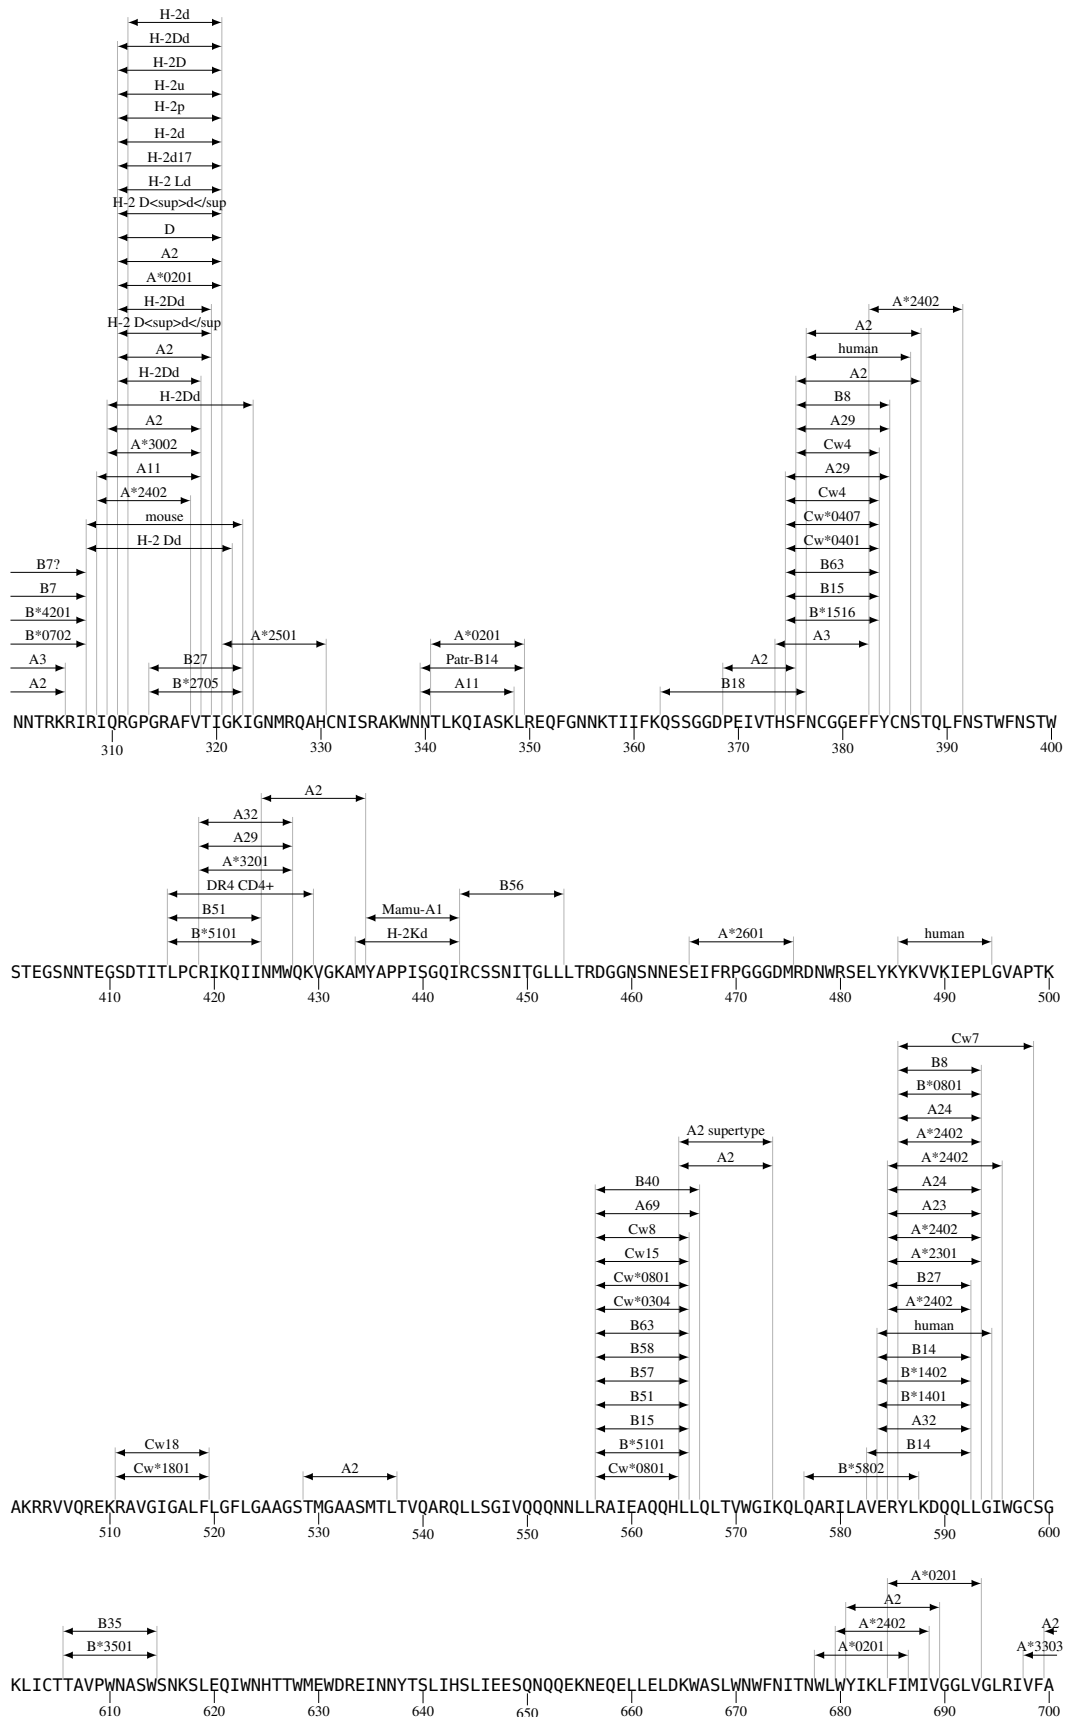 H-2d
H-2Dd
H-2D
H-2u
H-2p
H-2d
H-2d17
H-2 Ld
H-2 D<sup>d</sup
D
A2
A*0201
H-2Dd A*2402
H-2 D<sup>d</sup A2
A2 human
H-2Dd A2
H-2Dd B8
A2 A29
A*3002 Cw4
A11 A29
A*2402 Cw4
mouse Cw*0407
H-2 Dd Cw*0401
B7? B63
B7 B15
B*4201 B*1516
B*0702 A*2501 A*0201 A3
A3 B27 Patr-B14 A2
A2 B*2705 A11 B18
NNTRKRIRIQRGPGRAFVTIGKIGNMRQAHCNISRAKWNNTLKQIASKLREQFGNNKTIIFKQSSGGDPEIVTHSFNCGGEFFYCNSTQLFNSTWFNSTW
310 320 330 340 350 360 370 380 390 400
A2
A32
A29
A*3201
DR4 CD4+ B56
B51 Mamu-A1
B*5101 H-2Kd A*2601 human
STEGSNNTEGSDTITLPCRIKQIINMWQKVGKAMYAPPISGQIRCSSNITGLLLTRDGGNSNNESEIFRPGGGDMRDNWRSELYKYKVVKIEPLGVAPTK
410 420 430 440 450 460 470 480 490 500
Cw7
B8
B*0801
A24
A2 supertype A*2402
A2 A*2402
B40 A24
A69 A23
Cw8 A*2402
Cw15 A*2301
Cw*0801 B27
Cw*0304 A*2402
B63 human
B58 B14
B57 B*1402
B51 B*1401
B15 A32
Cw18 B*5101 B14
Cw*1801 A2 Cw*0801 B*5802
AKRRVVQREKRAVGIGALFLGFLGAAGSTMGAASMTLTVQARQLLSGIVQQQNNLLRAIEAQQHLLQLTVWGIKQLQARILAVERYLKDQQLLGIWGCSG
510 520 530 540 550 560 570 580 590 600
A*0201
A2
B35 A*2402 A2
B*3501 A*0201 A*3303
KLICTTAVPWNASWSNKSLEQIWNHTTWMEWDREINNYTSLIHSLIEESQNQQEKNEQELLELDKWASLWNWFNITNWLWYIKLFIMIVGGLVGLRIVFA
610 620 630 640 650 660 670 680 690 700